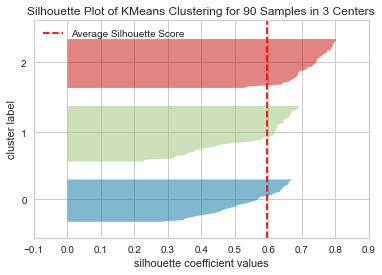 Silhouette Plot of KMeans Clustering for 90 Samples in 3 Centers
Average Silhouette Score
2
1
0
cluster label
-0.1 0.0 0.1 0.2 0.3 0.4 0.5 0.6 0.7 0.8 0.9
silhouette coefficient values